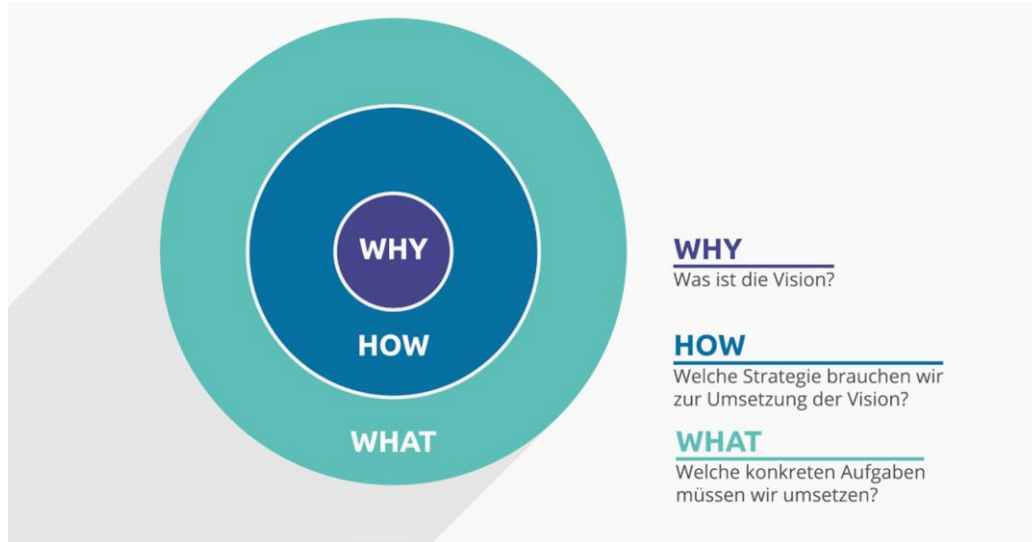 WHY
HOW
WHAT
WHY
Was ist die Vision?
HOW
Welche Strategie brauchen wir
zur Umsetzung der Vision?
WHAT
Welche konkreten Aufgaben
müssen wir umsetzen?